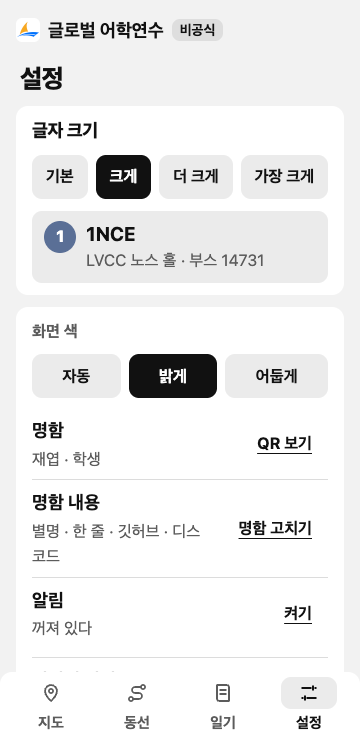 글로벌 어학연수 비공식
설정
글자 크기
기본 크게 더 크게 가장 크게
1 1NCE
LVCC 노스 홀 · 부스 14731
화면 색
자동 밝게 어둡게
명함
재엽 · 학생
QR 보기
명함 내용
별명 · 한 줄 · 깃허브 · 디스
코드
명함 고치기
알림
꺼져 있다
켜기
지도 동선 일기 설정